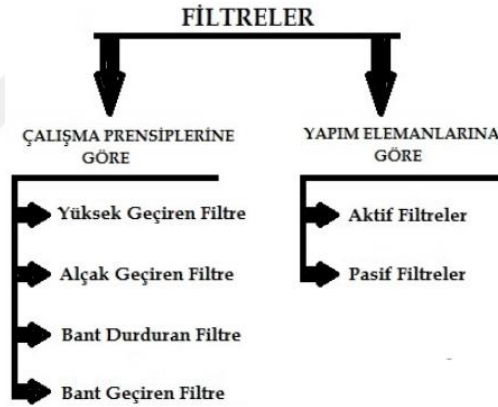 FİLTRELER
ÇALIŞMA PRENSİPLERİNE
GÖRE
Yüksek Geçiren Filtre
Alçak Geçiren Filtre
Bant Durduran Filtre
Bant Geçiren Filtre
YAPIM ELEMANLARINA
GÖRE
Aktif Filtreler
Pasif Filtreler